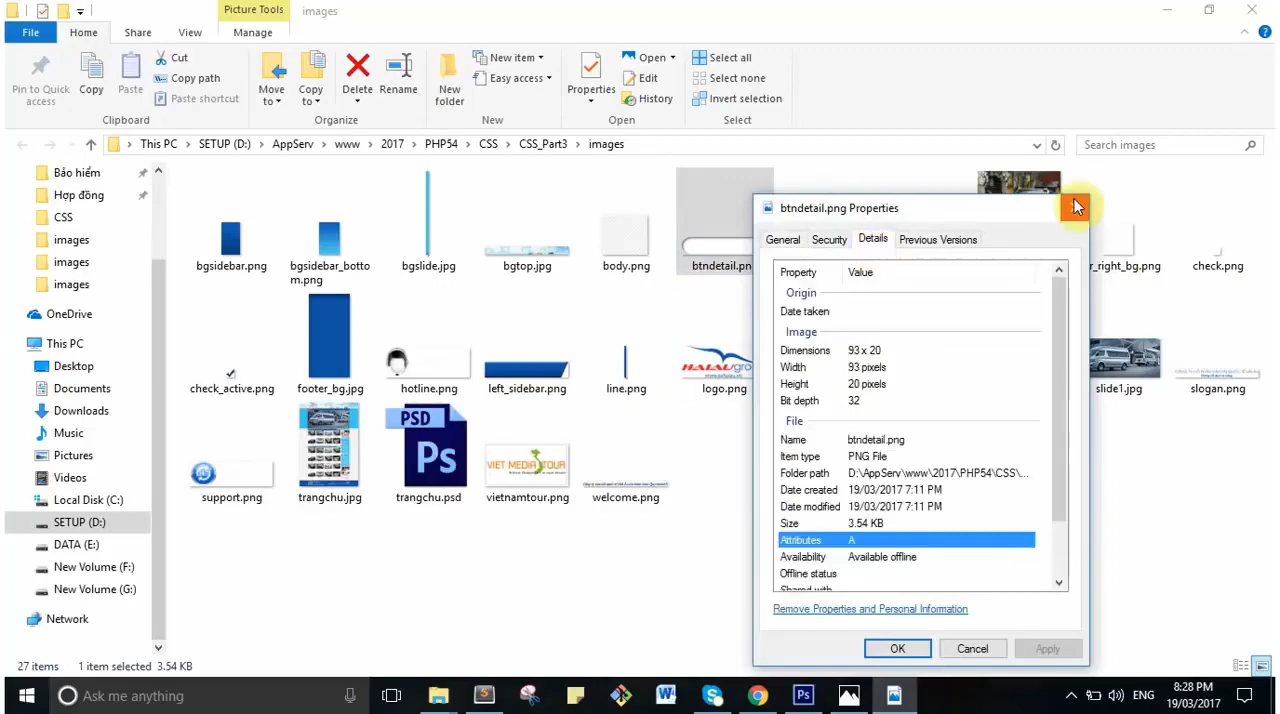 Picture Tools
images
File
Home
Share
View
Manage
Pin to Quick access
Copy
Paste
Cut
Copy path
Paste shortcut
Move to
Copy to
Delete
Rename
New folder
New item
Easy access
Properties
Open
Edit
History
Select all
Select none
Invert selection
Clipboard
Organize
New
Open
Select
This PC
SETUP (D:)
AppServ
www
2017
PHP54
CSS
CSS_Part3
images
Search images
Bảo hiểm
Hợp đồng
CSS
images
images
images
OneDrive
This PC
Desktop
Documents
Downloads
Music
Pictures
Videos
Local Disk (C:)
SETUP (D:)
DATA (E:)
New Volume (F:)
New Volume (G:)
Network
bgsidebar.png
bgsidebar_botto
m.png
bgslide.jpg
bgtop.jpg
body.png
btndetail.pn
r_right_bg.png
check.png
check_active.png
footer_bg.jpg
hotline.png
left_sidebar.png
line.png
logo.png
slide1.jpg
slogan.png
support.png
trangchu.jpg
PSD
Ps
trangchu.psd
VIET MEDIA TOUR
vietnamtour.png
welcome.png
btndetail.png Properties
General
Security
Details
Previous Versions
Property Value
Origin
Date taken
Image
Dimensions 93 x 20
Width 93 pixels
Height 20 pixels
Bit depth 32
File
Name btndetail.png
Item type PNG File
Folder path D:\AppServ\www\2017\PHP54\CSS\...
Date created 19/03/2017 7:11 PM
Date modified 19/03/2017 7:11 PM
Size 3.54 KB
Attributes A
Availability Available offline
Offline status
Shared with
Remove Properties and Personal Information
OK
Cancel
Apply
27 items
1 item selected 3.54 KB
Ask me anything
ENG
8:28 PM
19/03/2017